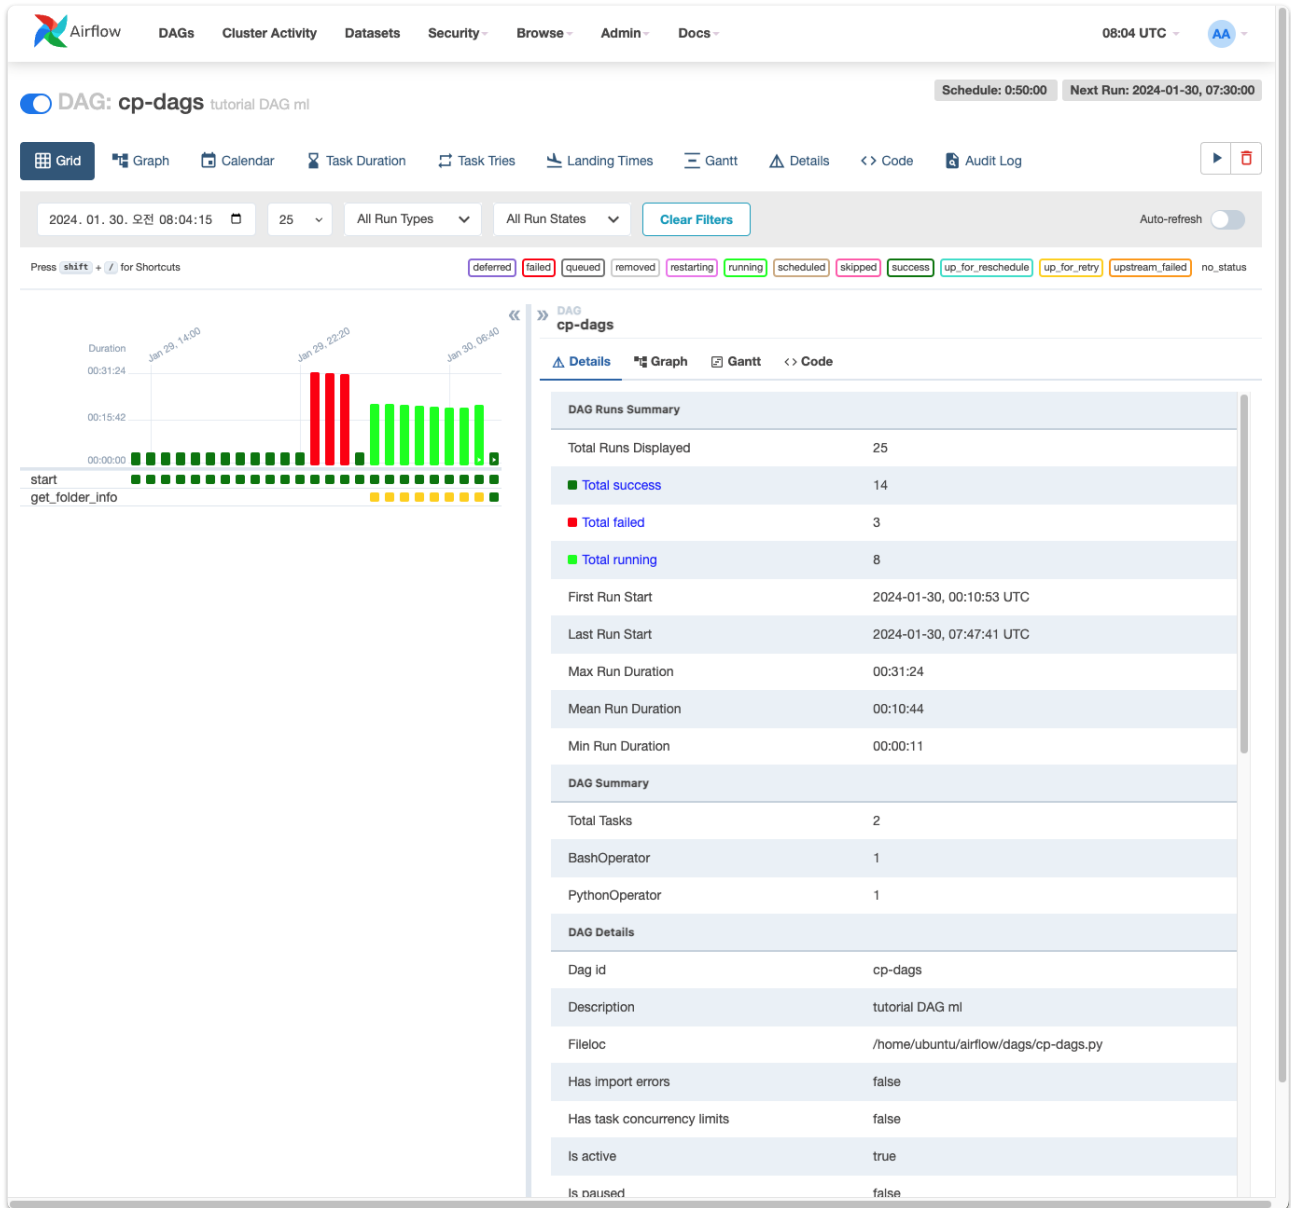 Airflow DAGs Cluster Activity Datasets Security Browse Admin Docs 08:04 UTC AA
DAG: cp-dags tutorial DAG ml
Schedule: 0:50:00 Next Run: 2024-01-30, 07:30:00
Grid Graph Calendar Task Duration Task Tries Landing Times Gantt Details Code Audit Log
2024. 01. 30. 오전 08:04:15 25 All Run Types All Run States Clear Filters Auto-refresh
Press shift + / for Shortcuts
deferred failed queued removed restarting running scheduled skipped success up_for_reschedule up_for_retry upstream_failed no_status
Jan 29, 14:00 Jan 29, 22:20 Jan 30, 06:40
Duration
00:31:24
00:15:42
00:00:00
start
get_folder_info
DAG
cp-dags
Details Graph Gantt Code
DAG Runs Summary
Total Runs Displayed 25
Total success 14
Total failed 3
Total running 8
First Run Start 2024-01-30, 00:10:53 UTC
Last Run Start 2024-01-30, 07:47:41 UTC
Max Run Duration 00:31:24
Mean Run Duration 00:10:44
Min Run Duration 00:00:11
DAG Summary
Total Tasks 2
BashOperator 1
PythonOperator 1
DAG Details
Dag id cp-dags
Description tutorial DAG ml
Fileloc /home/ubuntu/airflow/dags/cp-dags.py
Has import errors false
Has task concurrency limits false
Is active true
Is paused false